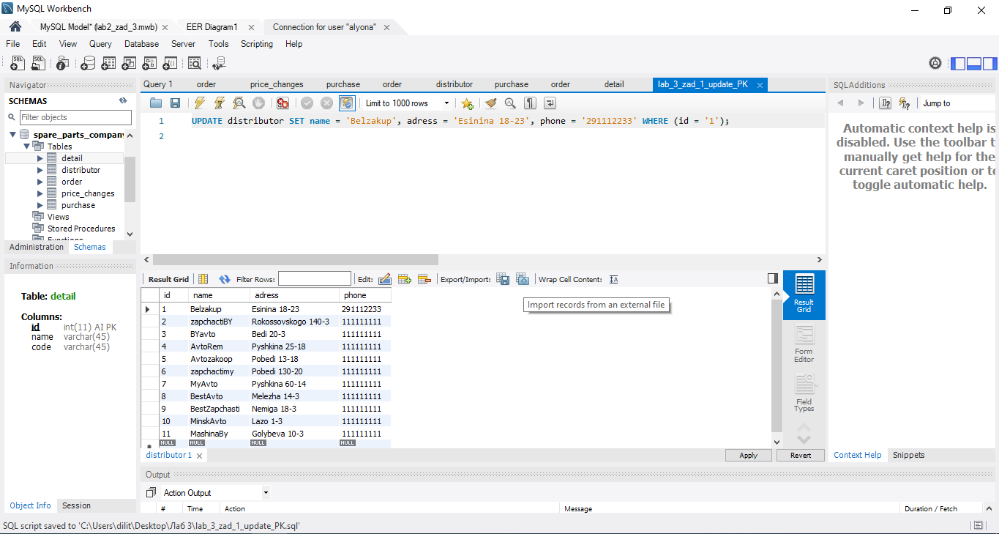 MySQL Workbench
MySQL Model* (lab2_zad_3.mwb) EER Diagram1 Connection for user "alyona"
File Edit View Query Database Server Tools Scripting Help
Navigator
SCHEMAS
Filter objects
spare_parts_company
Tables
detail
distributor
order
price_changes
purchase
Views
Stored Procedures
Functions
Administration Schemas
Information
Table: detail
Columns:
id int(11) AI PK
name varchar(45)
code varchar(45)
Object Info Session
Query 1 order price_changes purchase order distributor purchase order detail lab_3_zad_1_update_PK
Limit to 1000 rows
1 UPDATE distributor SET name = 'Belzakup', adress = 'Esinina 18-23', phone = '291112233' WHERE (id = '1');
2
Result Grid Filter Rows: Edit: Export/Import: Wrap Cell Content:
Import records from an external file
id name adress phone
1 Belzakup Esinina 18-23 291112233
2 zapchactiBY Rokossovskogo 140-3 111111111
3 BYavto Bedi 20-3 111111111
4 AvtoRem Pyshkina 25-18 111111111
5 Avtozakoop Pobedi 13-18 111111111
6 zapchactimy Pobedi 130-20 111111111
7 MyAvto Pyshkina 60-14 111111111
8 BestAvto Melezha 14-3 111111111
9 BestZapchasti Nemiga 18-3 111111111
10 MinskAvto Lazo 1-3 111111111
11 MashinaBy Golybeva 10-3 111111111
NULL NULL NULL NULL
Result
Grid
Form
Editor
Field
Types
distributor 1 Apply Revert
SQLAdditions
Jump to
Automatic context help is
disabled. Use the toolbar t
manually get help for the
current caret position or to
toggle automatic help.
Context Help Snippets
Output
Action Output
# Time Action Message Duration / Fetch
SQL script saved to 'C:\Users\dilit\Desktop\Лаб 3\lab_3_zad_1_update_PK.sql'